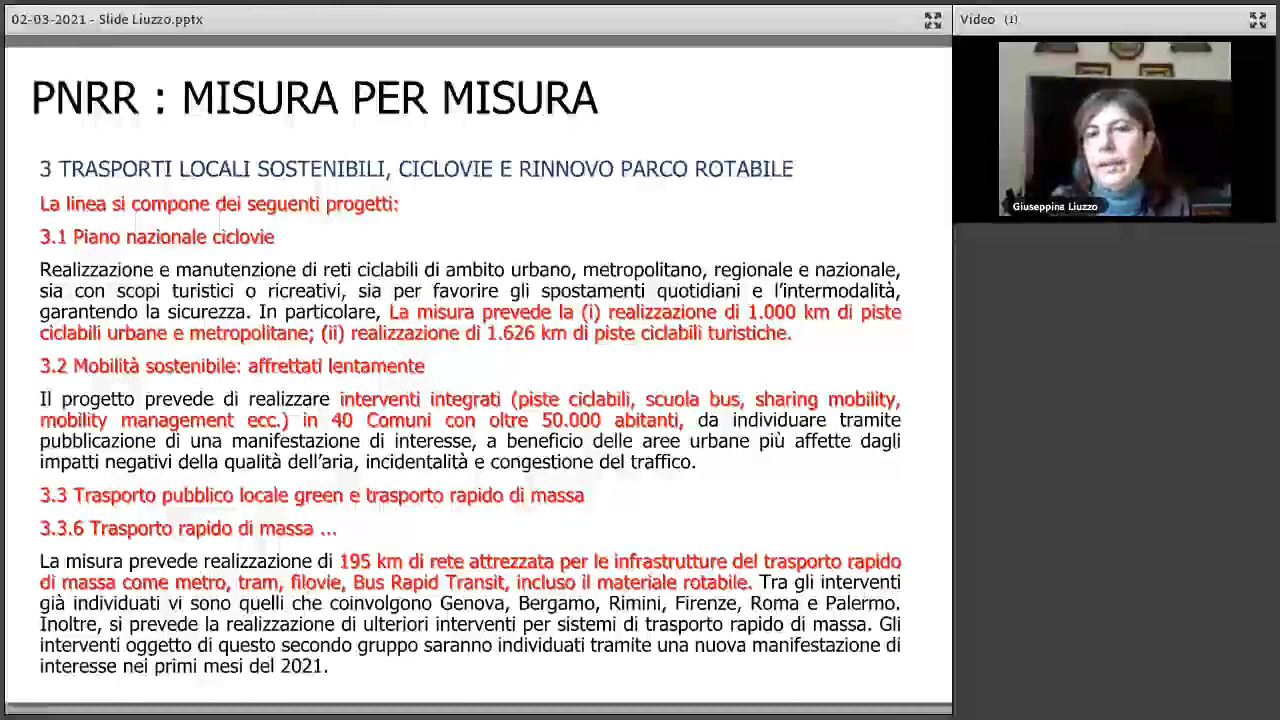 02-03-2021 - Slide Liuzzo.pptx
Video (1)
PNRR : MISURA PER MISURA
3 TRASPORTI LOCALI SOSTENIBILI, CICLOVIE E RINNOVO PARCO ROTABILE
La linea si compone dei seguenti progetti:
3.1 Piano nazionale ciclovie
Realizzazione e manutenzione di reti ciclabili di ambito urbano, metropolitano, regionale e nazionale,
sia con scopi turistici o ricreativi, sia per favorire gli spostamenti quotidiani e l'intermodalità,
garantendo la sicurezza. In particolare, La misura prevede la (i) realizzazione di 1.000 km di piste
ciclabili urbane e metropolitane; (ii) realizzazione di 1.626 km di piste ciclabili turistiche.
3.2 Mobilità sostenibile: affrettati lentamente
Il progetto prevede di realizzare interventi integrati (piste ciclabili, scuola bus, sharing mobility,
mobility management ecc.) in 40 Comuni con oltre 50.000 abitanti, da individuare tramite
pubblicazione di una manifestazione di interesse, a beneficio delle aree urbane più affette dagli
impatti negativi della qualità dell'aria, incidentalità e congestione del traffico.
3.3 Trasporto pubblico locale green e trasporto rapido di massa
3.3.6 Trasporto rapido di massa ...
La misura prevede realizzazione di 195 km di rete attrezzata per le infrastrutture del trasporto rapido
di massa come metro, tram, filovie, Bus Rapid Transit, incluso il materiale rotabile. Tra gli interventi
già individuati vi sono quelli che coinvolgono Genova, Bergamo, Rimini, Firenze, Roma e Palermo.
Inoltre, si prevede la realizzazione di ulteriori interventi per sistemi di trasporto rapido di massa. Gli
interventi oggetto di questo secondo gruppo saranno individuati tramite una nuova manifestazione di
interesse nei primi mesi del 2021.
Giuseppina Liuzzo